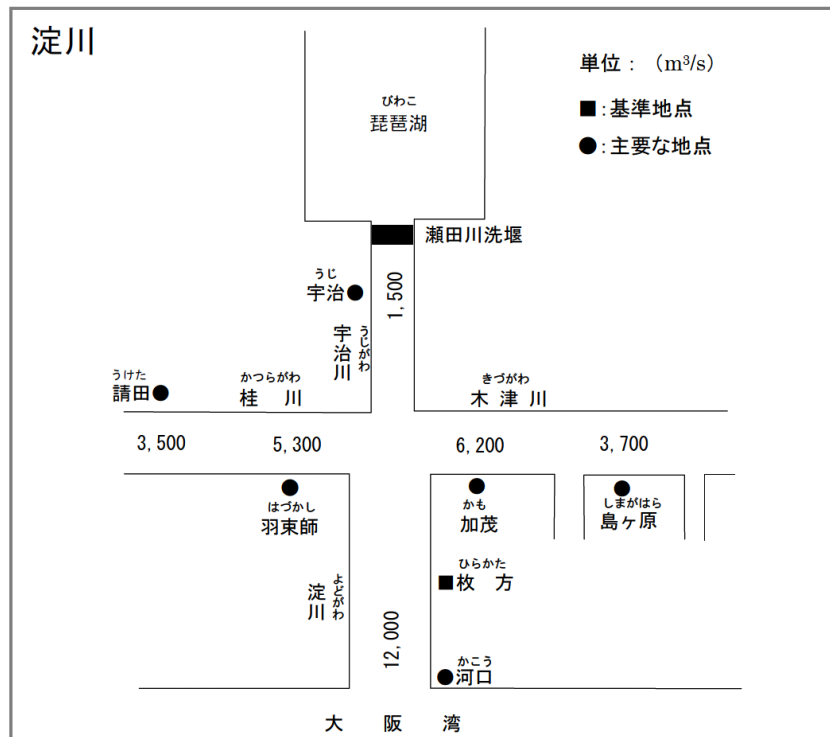 淀川
単位：（m³/s）
■：基準地点
●：主要な地点
びわこ
琵琶湖
瀬田川洗堰
うじ
宇治●
1,500
宇治川
うじがわ
うけた
請田●
かつらがわ
桂 川
きづがわ
木 津 川
3,500
5,300
6,200
3,700
はづかし
羽束師
かも
加茂
しまがはら
島ヶ原
ひらかた
■枚 方
淀川
よどがわ
12,000
かこう
●河口
大 阪 湾